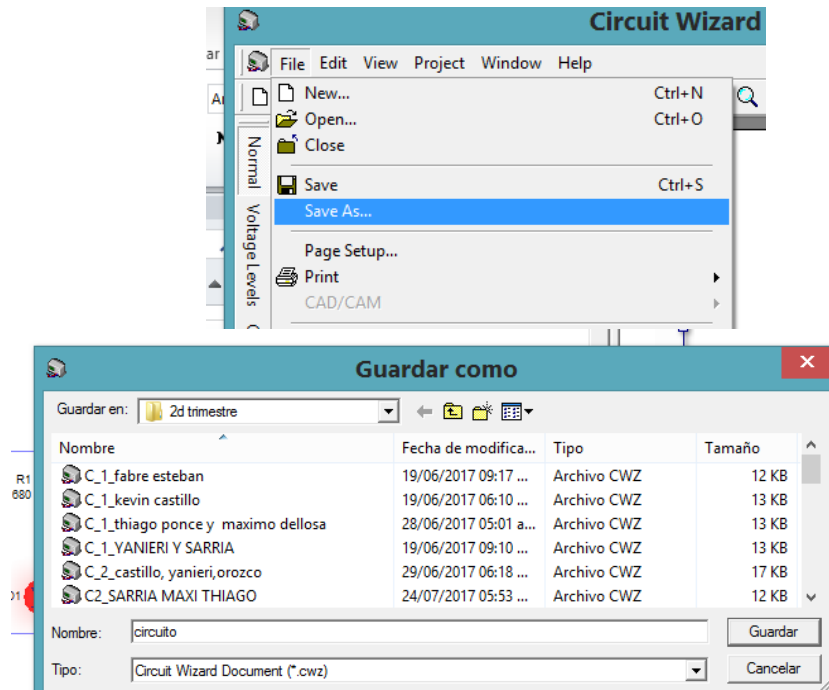 Circuit Wizard
ar
File Edit View Project Window Help
New... Ctrl+N
Open... Ctrl+O
Close
Save Ctrl+S
Save As...
Page Setup...
Print
CAD/CAM
Normal
Voltage Levels
Guardar como
Guardar en: 2d trimestre
Nombre Fecha de modifica... Tipo Tamaño
C_1_fabre esteban 19/06/2017 09:17 ... Archivo CWZ 12 KB
C_1_kevin castillo 19/06/2017 06:10 ... Archivo CWZ 13 KB
C_1_thiago ponce y maximo dellosa 28/06/2017 05:01 a... Archivo CWZ 13 KB
C_1_YANIERI Y SARRIA 19/06/2017 09:10 ... Archivo CWZ 13 KB
C_2_castillo, yanieri,orozco 29/06/2017 06:18 ... Archivo CWZ 17 KB
C2_SARRIA MAXI THIAGO 24/07/2017 05:53 ... Archivo CWZ 12 KB
R1
680
Nombre: circuito Guardar
Tipo: Circuit Wizard Document (*.cwz) Cancelar